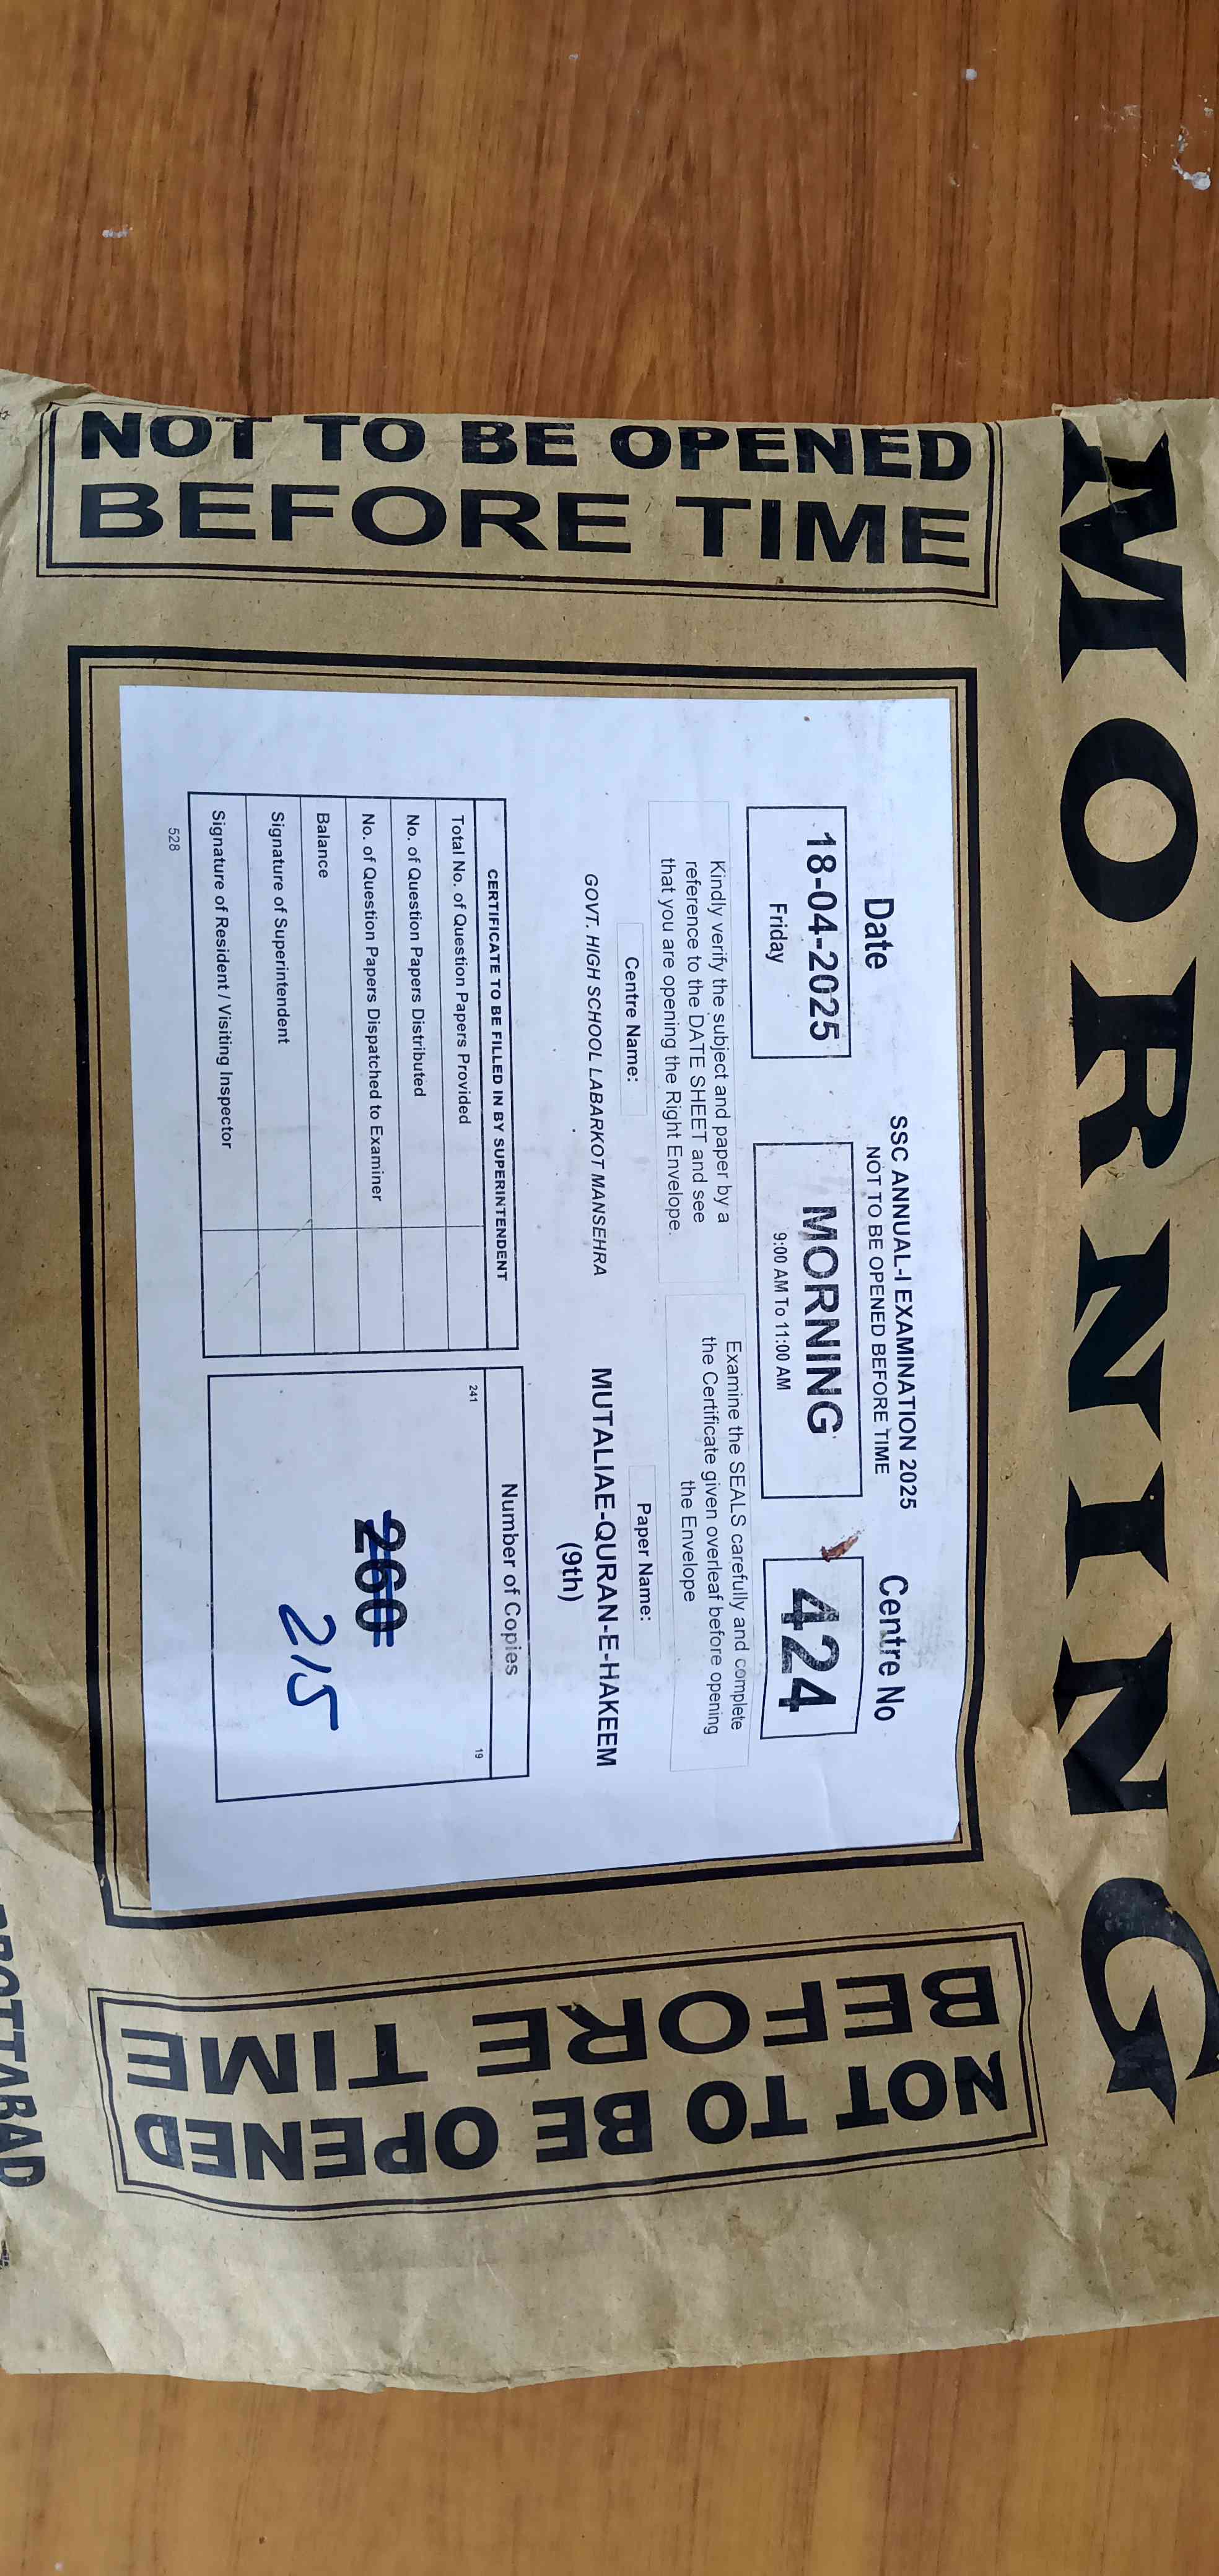 MORNING
NOT TO BE OPENED
BEFORE TIME
SSC ANNUAL-I EXAMINATION 2025
NOT TO BE OPENED BEFORE TIME
Date
18-04-2025
Friday
MORNING
9:00 AM To 11:00 AM
Centre No
424
Kindly verify the subject and paper by a
reference to the DATE SHEET and see
that you are opening the Right Envelope.
Examine the SEALS carefully and complete
the Certificate given overleaf before opening
the Envelope
Centre Name:
GOVT. HIGH SCHOOL LABARKOT MANSEHRA
Paper Name:
MUTALIAE-QURAN-E-HAKEEM
(9th)
CERTIFICATE TO BE FILLED IN BY SUPERINTENDENT
Total No. of Question Papers Provided
No. of Question Papers Distributed
No. of Question Papers Dispatched to Examiner
Balance
Signature of Superintendent
Signature of Resident / Visiting Inspector
528
Number of Copies
241
19
260
215
NOT TO BE OPENED
BEFORE TIME